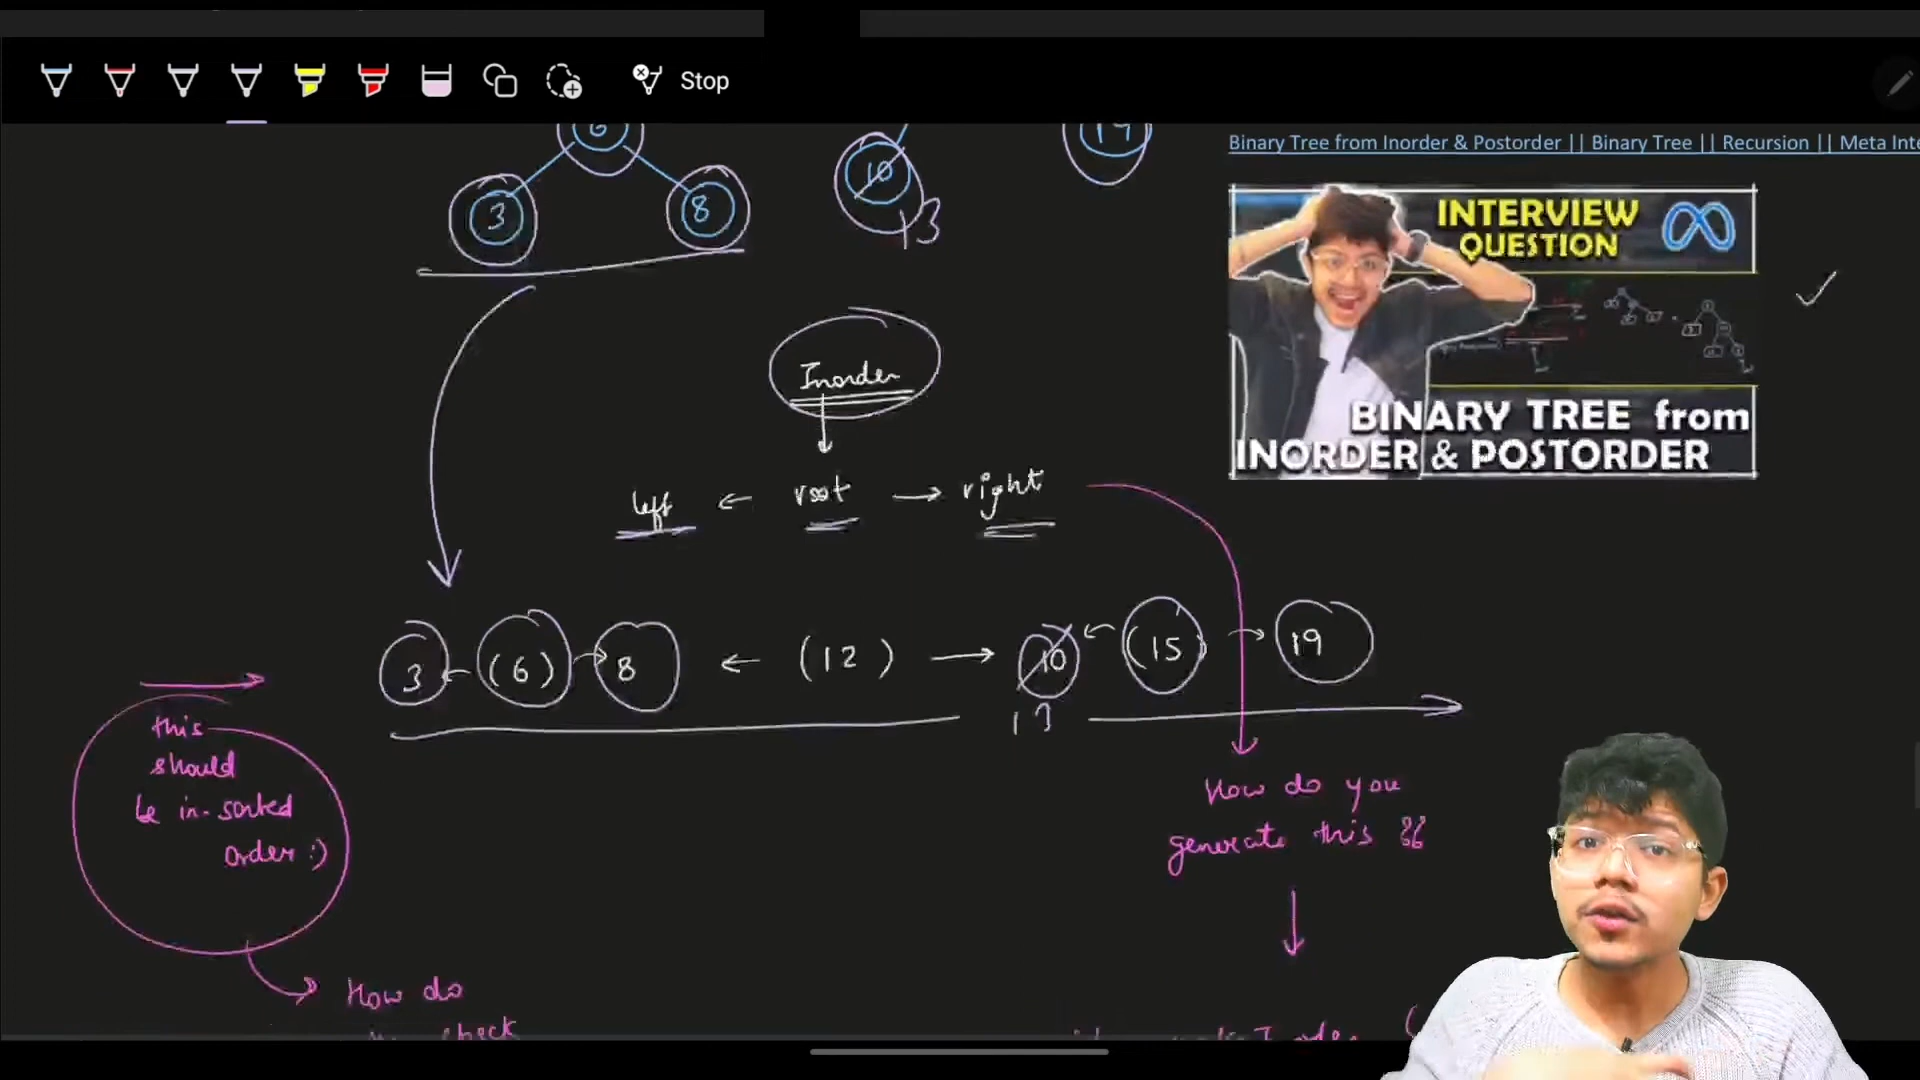 Stop
6
19
3
8
10
13
Binary Tree from Inorder & Postorder || Binary Tree || Recursion || Meta Inte
INTERVIEW
QUESTION
BINARY TREE from
INORDER & POSTORDER
Inorder
left ← root → right
3 ← (6) → 8 ← (12) → 10 ← (15) → 19
13
this
should
be in-sorted
order :)
How do you
generate this ??
How do
check